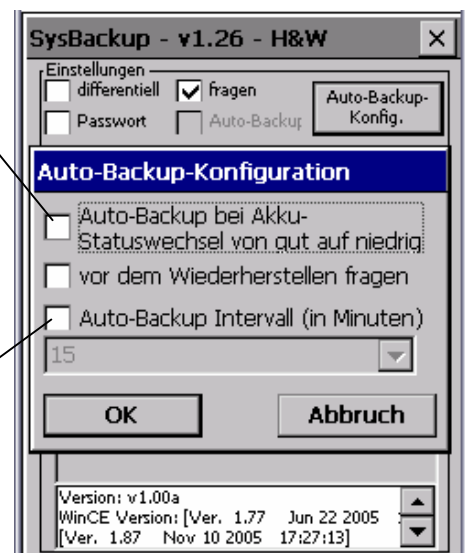 SysBackup - v1.26 - H&W
Einstellungen
differentiell fragen
Auto-Backup-
Konfig.
Passwort Auto-Backup
Auto-Backup-Konfiguration
Auto-Backup bei Akku-
Statuswechsel von gut auf niedrig
vor dem Wiederherstellen fragen
Auto-Backup Intervall (in Minuten)
15
OK Abbruch
Version: v1.00a
WinCE Version: [Ver. 1.77 Jun 22 2005
[Ver. 1.87 Nov 10 2005 17:27:13]